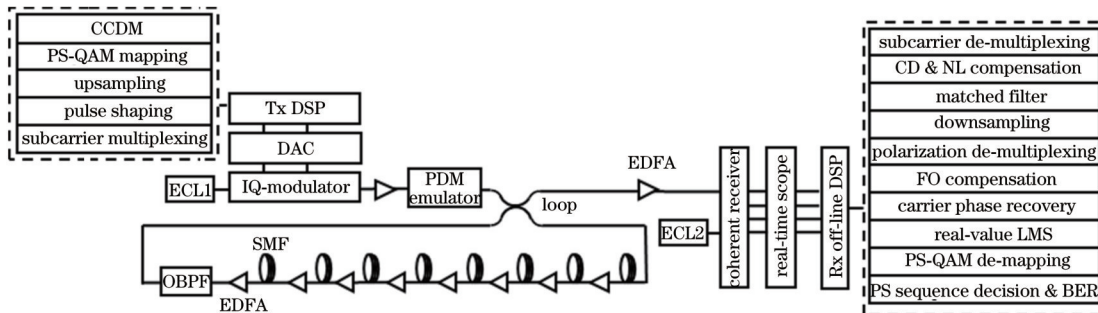 CCDM
PS-QAM mapping
upsampling
pulse shaping
subcarrier multiplexing
Tx DSP
DAC
IQ-modulator
ECL1
PDM
emulator
loop
EDFA
ECL2
coherent receiver
real-time scope
Rx off-line DSP
SMF
OBPF
EDFA
subcarrier de-multiplexing
CD & NL compensation
matched filter
downsampling
polarization de-multiplexing
FO compensation
carrier phase recovery
real-value LMS
PS-QAM de-mapping
PS sequence decision & BER